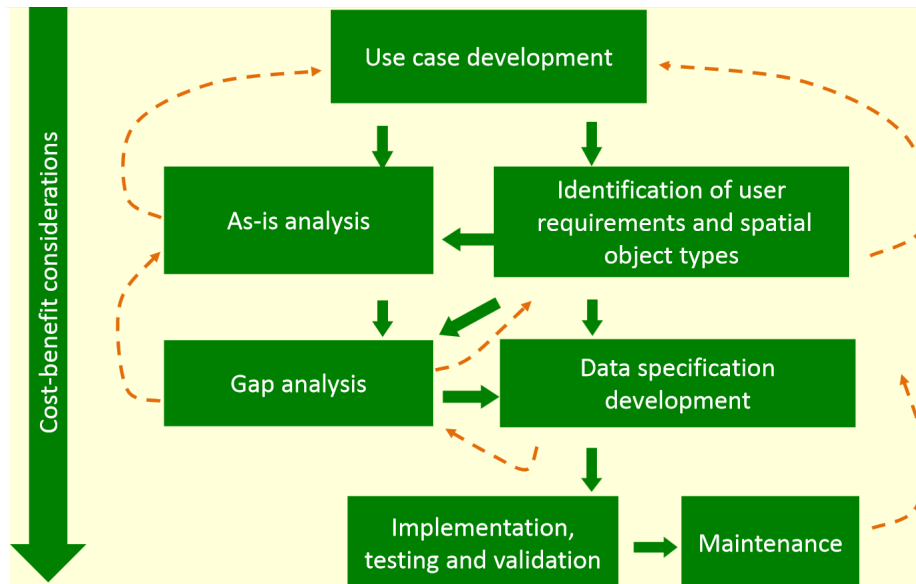 Cost-benefit considerations
Use case development
As-is analysis
Identification of user
requirements and spatial
object types
Gap analysis
Data specification
development
Implementation,
testing and validation
Maintenance